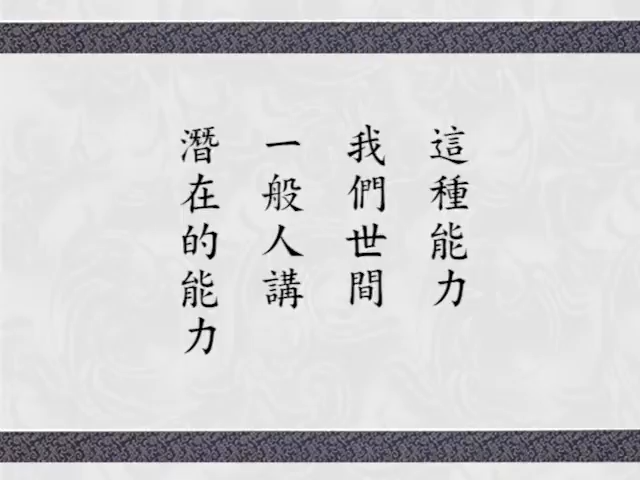 這種能力
我們世間
一般人講
潛在的能力